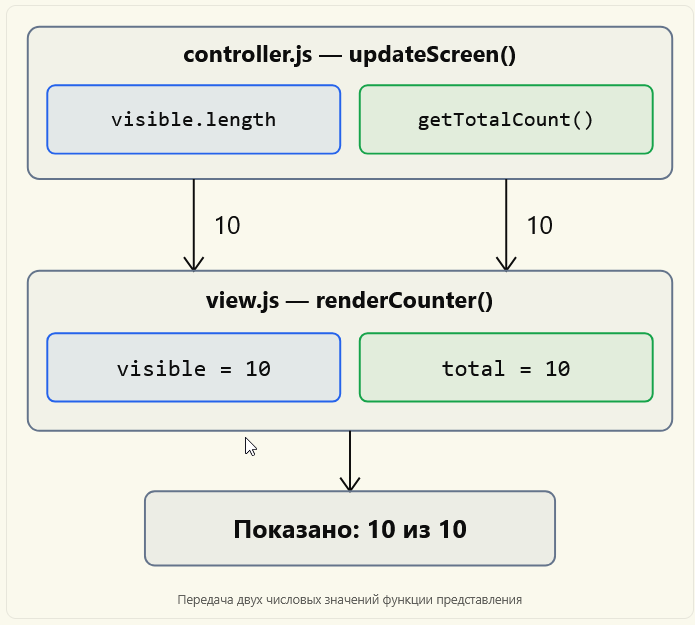 controller.js — updateScreen()
visible.length
getTotalCount()
10
10
view.js — renderCounter()
visible = 10
total = 10
Показано: 10 из 10
Передача двух числовых значений функции представления